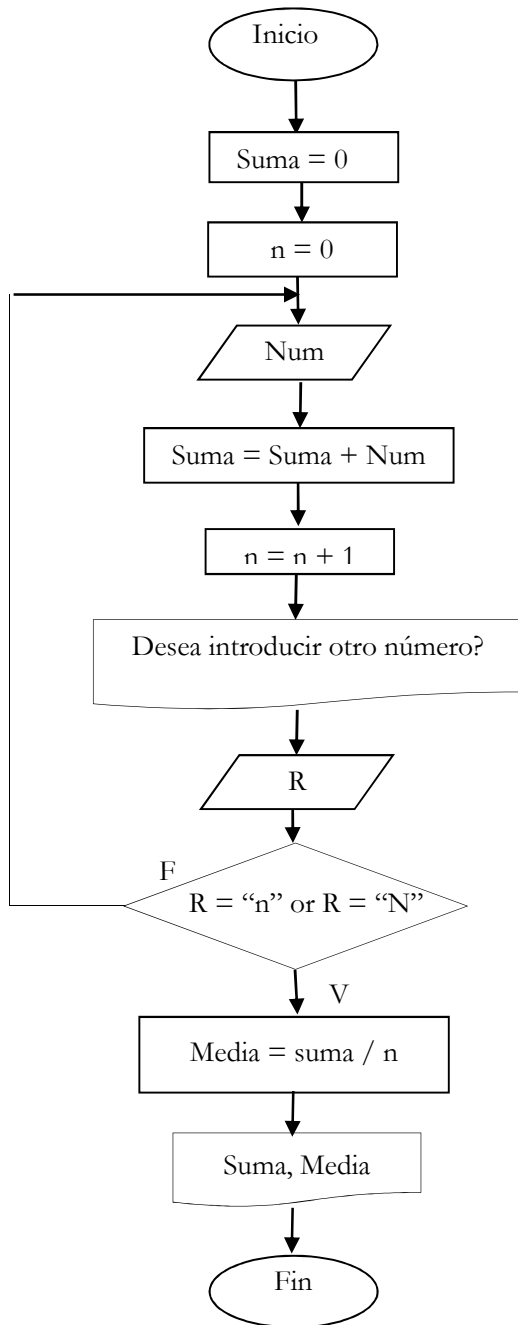 Inicio
Suma = 0
n = 0
Num
Suma = Suma + Num
n = n + 1
Desea introducir otro número?
R
F
R = “n” or R = “N”
V
Media = suma / n
Suma, Media
Fin